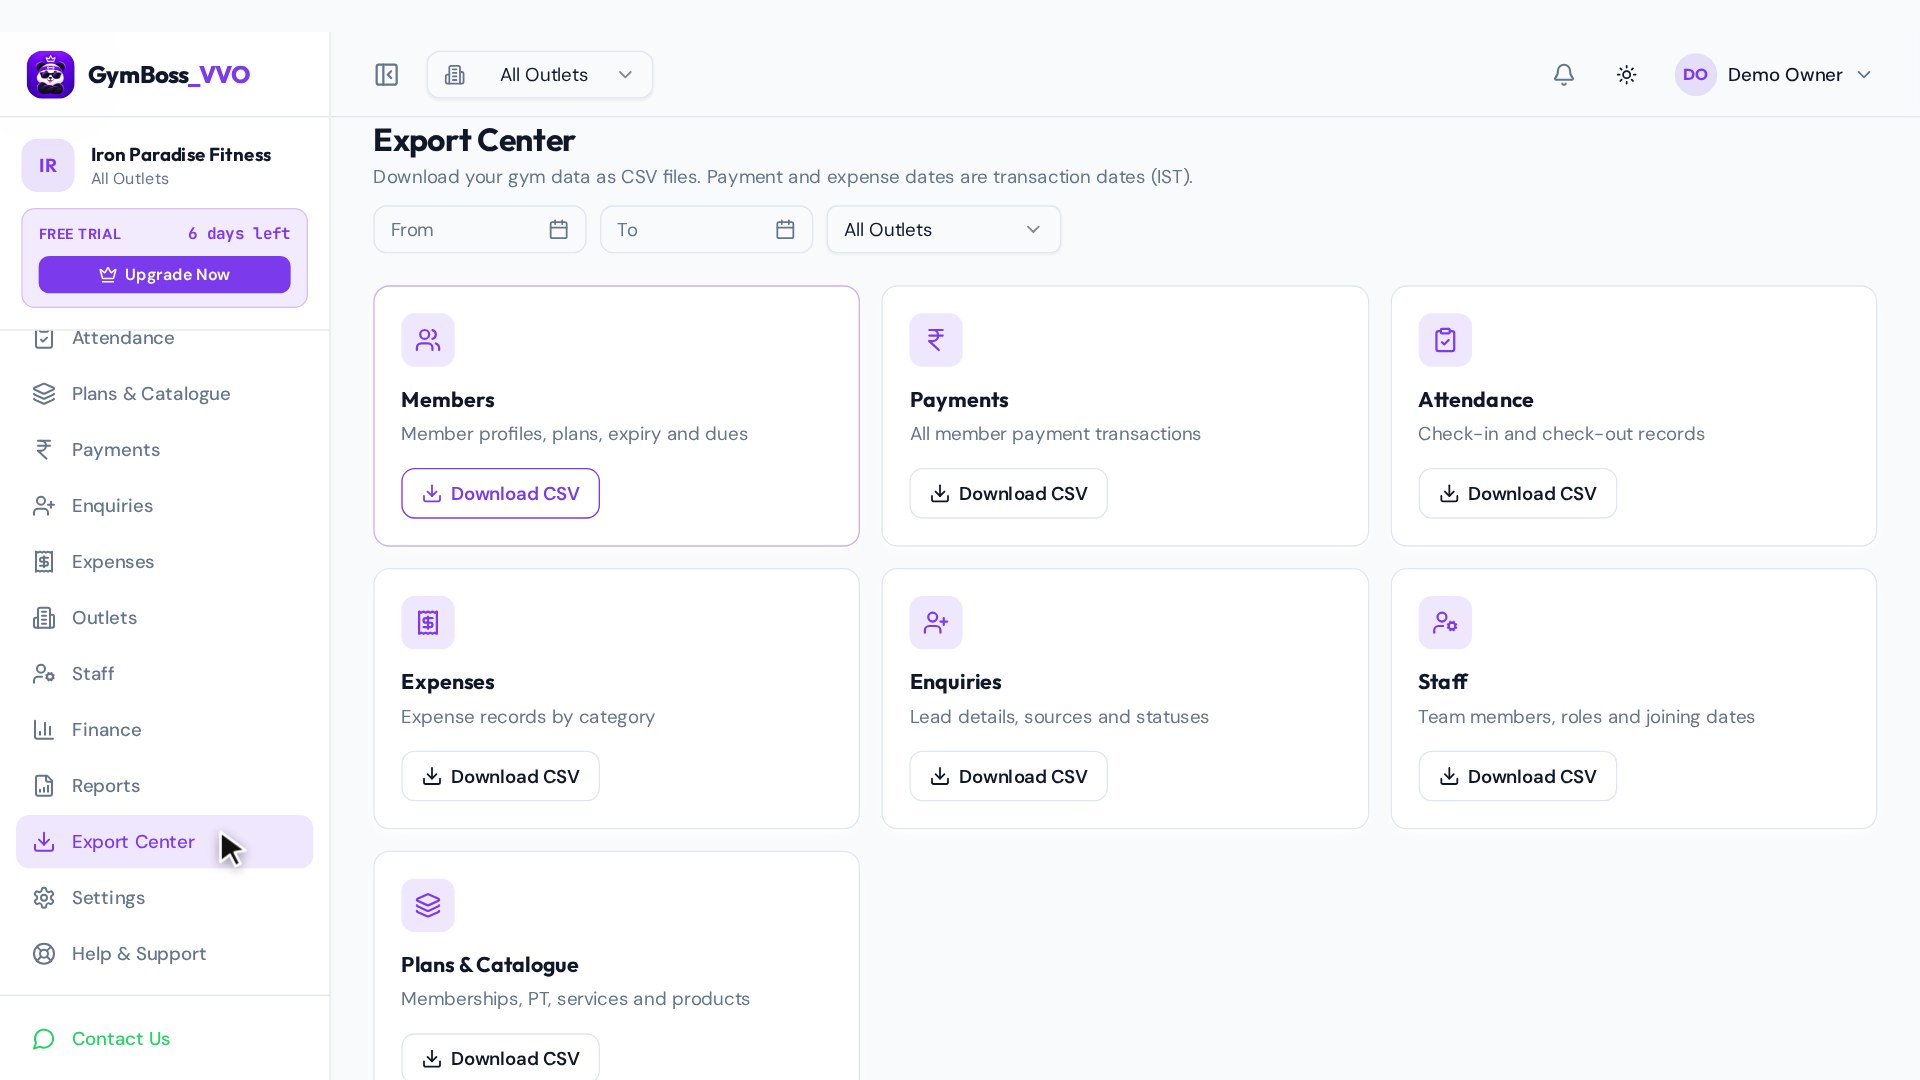 GymBoss_VVO
All Outlets
DO
Demo Owner
IR
Iron Paradise Fitness
All Outlets
FREE TRIAL
6 days left
Upgrade Now
Attendance
Plans & Catalogue
Payments
Enquiries
Expenses
Outlets
Staff
Finance
Reports
Export Center
Settings
Help & Support
Contact Us
Export Center
Download your gym data as CSV files. Payment and expense dates are transaction dates (IST).
From
To
All Outlets
Members
Member profiles, plans, expiry and dues
Download CSV
Payments
All member payment transactions
Download CSV
Attendance
Check-in and check-out records
Download CSV
Expenses
Expense records by category
Download CSV
Enquiries
Lead details, sources and statuses
Download CSV
Staff
Team members, roles and joining dates
Download CSV
Plans & Catalogue
Memberships, PT, services and products
Download CSV